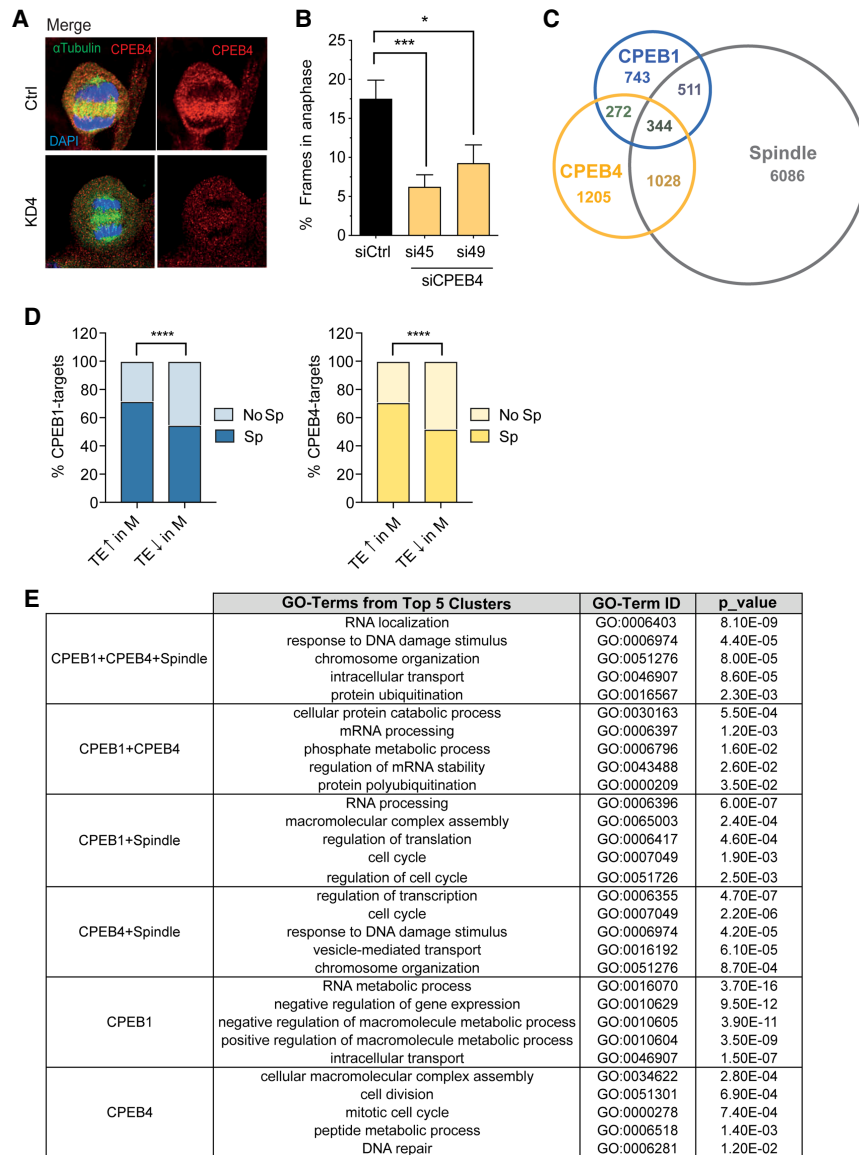 A
Merge
αTubulin CPEB4 CPEB4
Ctrl
DAPI
KD4
B
*
***
% Frames in anaphase
25
20
15
10
5
0
siCtrl si45 si49
siCPEB4
C
CPEB1
743
511
272
344
CPEB4
1205
1028
Spindle
6086
D
% CPEB1-targets
120
100
80
60
40
20
0
****
TE↑ in M
TE↓ in M
No Sp
Sp
% CPEB4-targets
120
100
80
60
40
20
0
****
TE↑ in M
TE↓ in M
No Sp
Sp
E
GO-Terms from Top 5 Clusters GO-Term ID p_value
CPEB1+CPEB4+Spindle
RNA localization GO:0006403 8.10E-09
response to DNA damage stimulus GO:0006974 4.40E-05
chromosome organization GO:0051276 8.00E-05
intracellular transport GO:0046907 8.60E-05
protein ubiquitination GO:0016567 2.30E-03
CPEB1+CPEB4
cellular protein catabolic process GO:0030163 5.50E-04
mRNA processing GO:0006397 1.20E-03
phosphate metabolic process GO:0006796 1.60E-02
regulation of mRNA stability GO:0043488 2.60E-02
protein polyubiquitination GO:0000209 3.50E-02
CPEB1+Spindle
RNA processing GO:0006396 6.00E-07
macromolecular complex assembly GO:0065003 2.40E-04
regulation of translation GO:0006417 4.60E-04
cell cycle GO:0007049 1.90E-03
regulation of cell cycle GO:0051726 2.50E-03
CPEB4+Spindle
regulation of transcription GO:0006355 4.70E-07
cell cycle GO:0007049 2.20E-06
response to DNA damage stimulus GO:0006974 4.20E-05
vesicle-mediated transport GO:0016192 6.10E-05
chromosome organization GO:0051276 8.70E-04
CPEB1
RNA metabolic process GO:0016070 3.70E-16
negative regulation of gene expression GO:0010629 9.50E-12
negative regulation of macromolecule metabolic process GO:0010605 3.90E-11
positive regulation of macromolecule metabolic process GO:0010604 3.50E-09
intracellular transport GO:0046907 1.50E-07
CPEB4
cellular macromolecular complex assembly GO:0034622 2.80E-04
cell division GO:0051301 6.90E-04
mitotic cell cycle GO:0000278 7.40E-04
peptide metabolic process GO:0006518 1.40E-03
DNA repair GO:0006281 1.20E-02